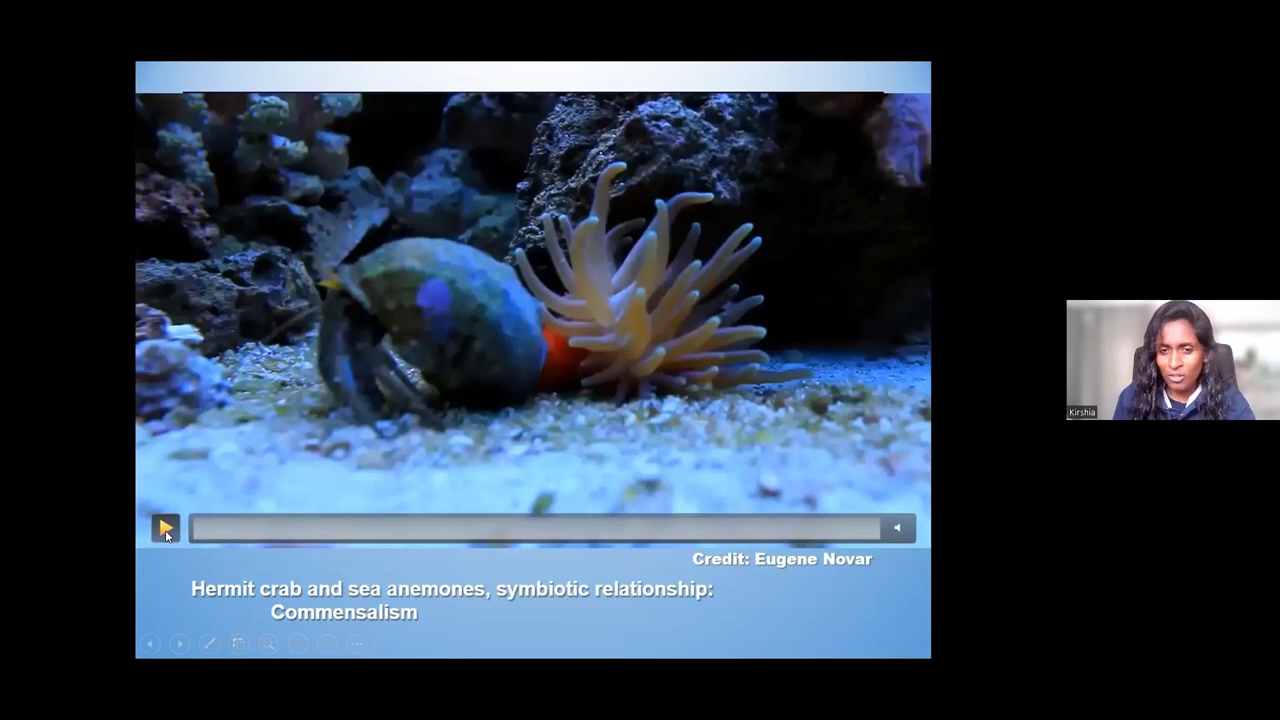 Kirshia
Credit: Eugene Novar
Hermit crab and sea anemones, symbiotic relationship:
Commensalism